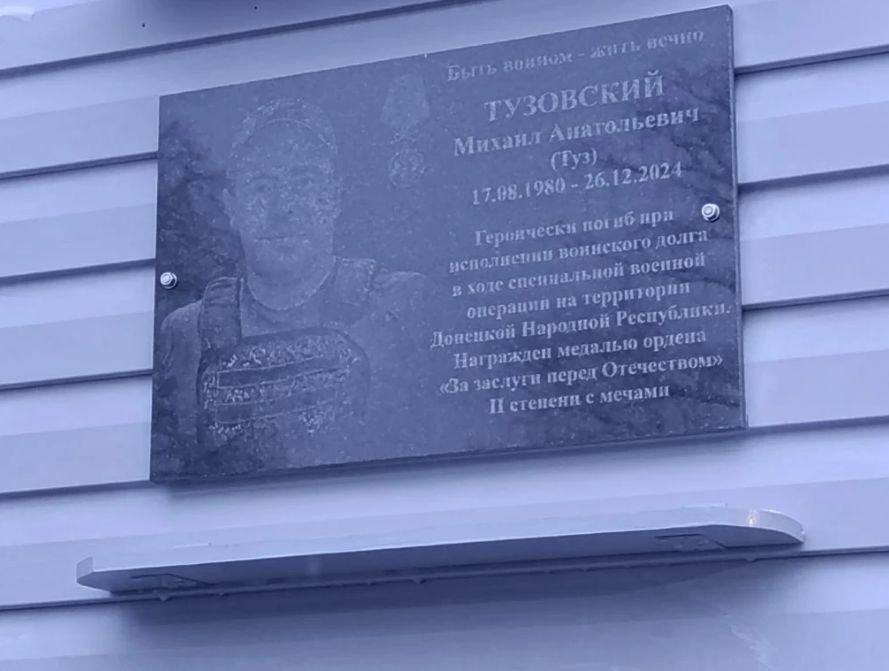 Быть воином - жить вечно
ТУЗОВСКИЙ
Михаил Анатольевич
(Туз)
17.08.1980 - 26.12.2024
Героически погиб при
исполнении воинского долга
в ходе специальной военной
операции на территории
Донецкой Народной Республики.
Награжден медалью ордена
«За заслуги перед Отечеством»
II степени с мечами